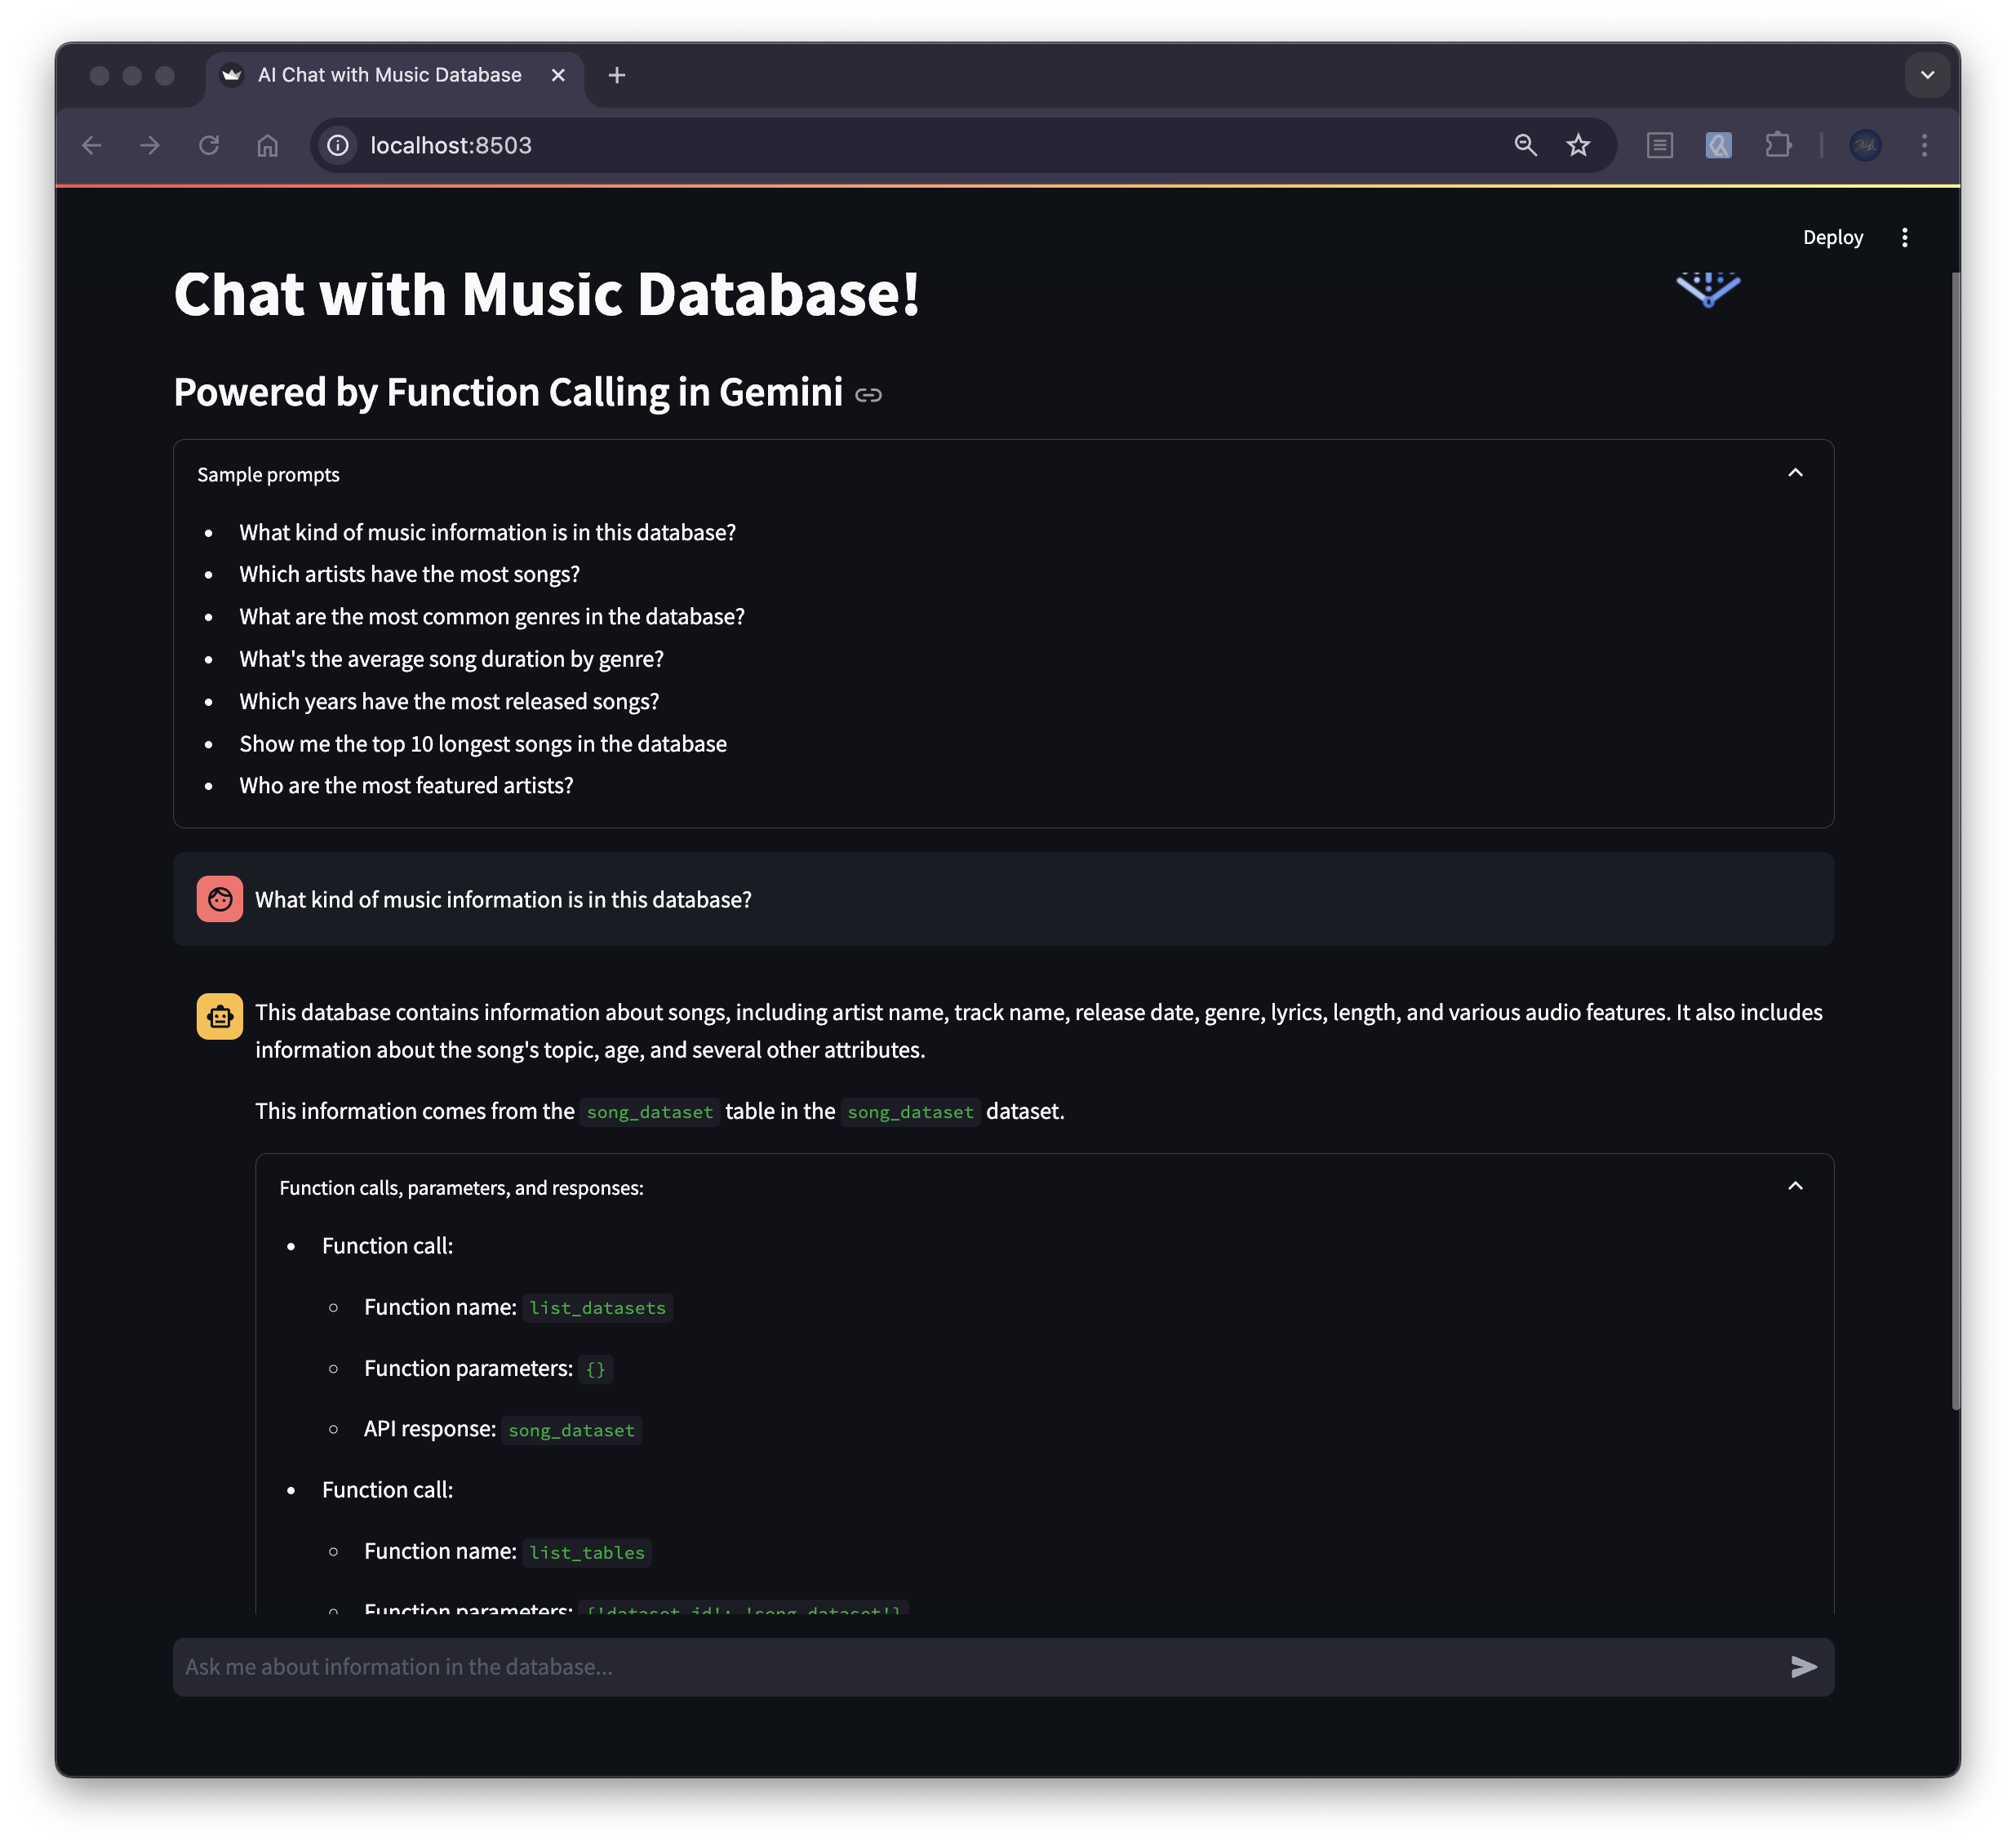 AI Chat with Music Database
localhost:8503
Deploy
Chat with Music Database!
Powered by Function Calling in Gemini
Sample prompts
What kind of music information is in this database?
Which artists have the most songs?
What are the most common genres in the database?
What's the average song duration by genre?
Which years have the most released songs?
Show me the top 10 longest songs in the database
Who are the most featured artists?
What kind of music information is in this database?
This database contains information about songs, including artist name, track name, release date, genre, lyrics, length, and various audio features. It also includes
information about the song's topic, age, and several other attributes.
This information comes from the song_dataset table in the song_dataset dataset.
Function calls, parameters, and responses:
Function call:
Function name: list_datasets
Function parameters: {}
API response: song_dataset
Function call:
Function name: list_tables
Function parameters: {'dataset_id': 'song_dataset'}
Ask me about information in the database...